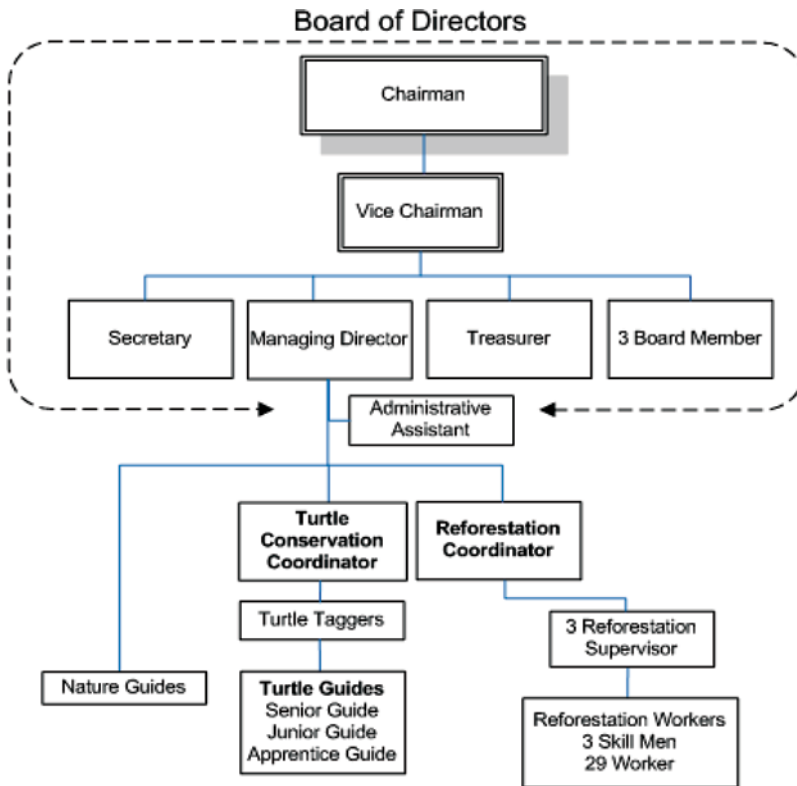 Board of Directors
Chairman
Vice Chairman
Secretary
Managing Director
Treasurer
3 Board Member
Administrative
Assistant
Turtle
Conservation
Coordinator
Reforestation
Coordinator
Turtle Taggers
3 Reforestation
Supervisor
Nature Guides
Turtle Guides
Senior Guide
Junior Guide
Apprentice Guide
Reforestation Workers
3 Skill Men
29 Worker